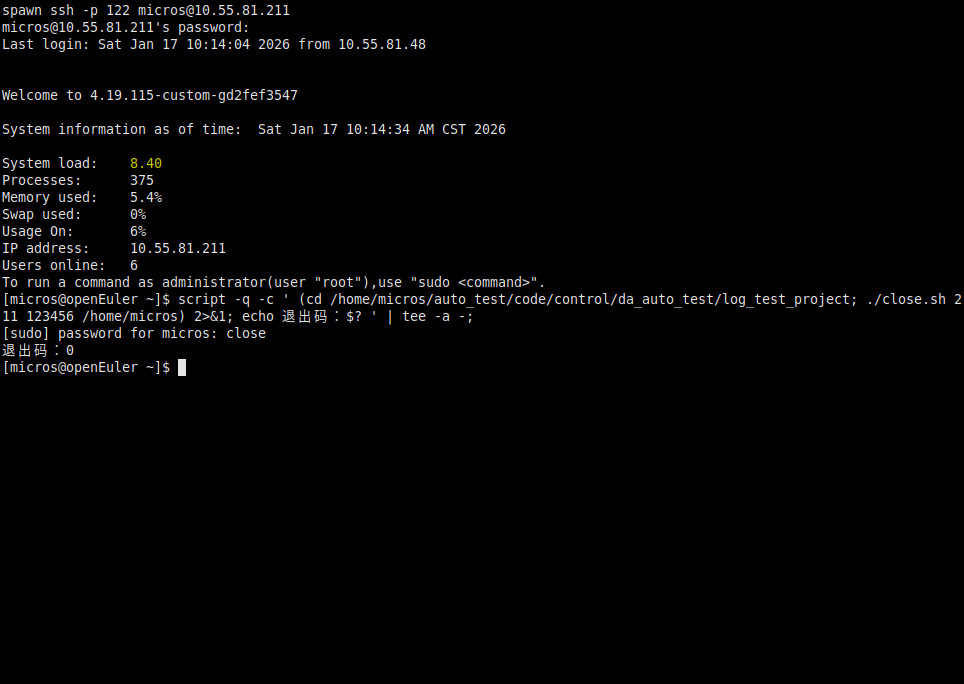 spawn ssh -p 122 micros@10.55.81.211
micros@10.55.81.211's password:
Last login: Sat Jan 17 10:14:04 2026 from 10.55.81.48
Welcome to 4.19.115-custom-gd2fef3547
System information as of time:  Sat Jan 17 10:14:34 AM CST 2026
System load:    8.40
Processes:      375
Memory used:    5.4%
Swap used:      0%
Usage On:       6%
IP address:     10.55.81.211
Users online:   6
To run a command as administrator(user "root"),use "sudo <command>".
[micros@openEuler ~]$ script -q -c ' (cd /home/micros/auto_test/code/control/da_auto_test/log_test_project; ./close.sh 2
11 123456 /home/micros) 2>&1; echo 退出码：$? ' | tee -a -;
[sudo] password for micros: close
退出码：0
[micros@openEuler ~]$